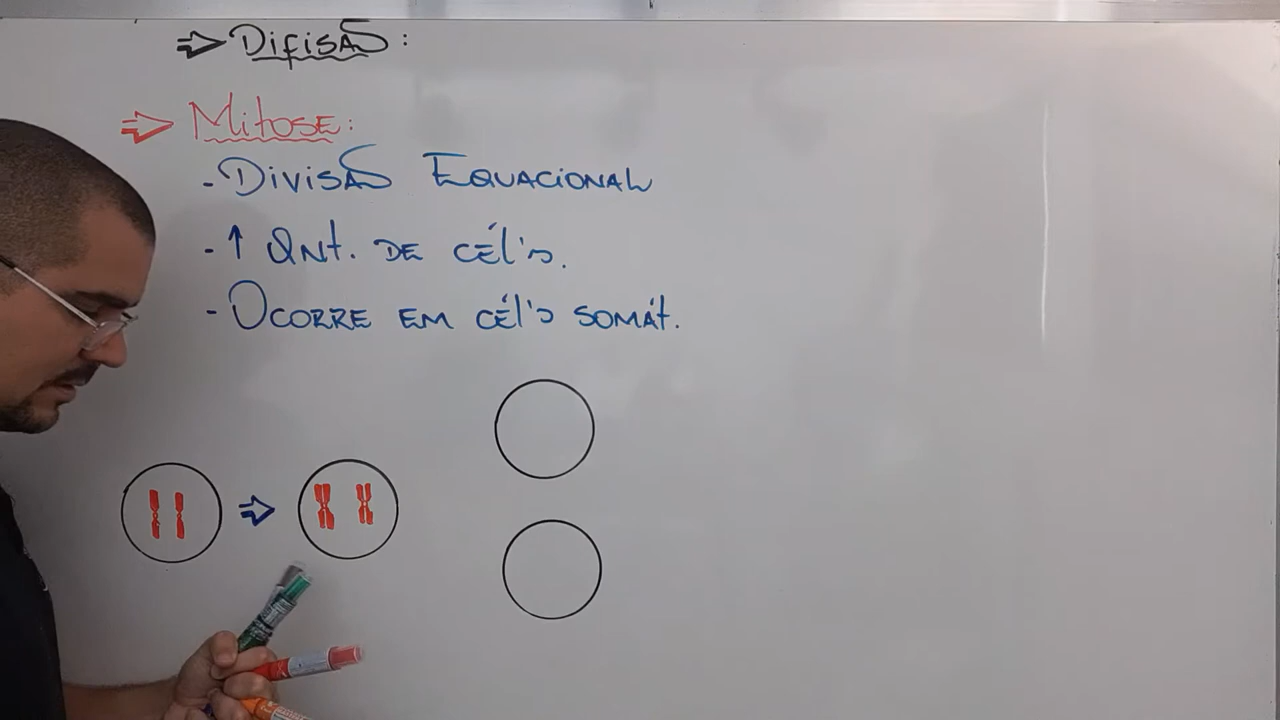 ⇨ Difisão:
⇨ Mitose:
- Divisão Equacional
- ↑ Qnt. de cél's.
- Ocorre em cél's somát.